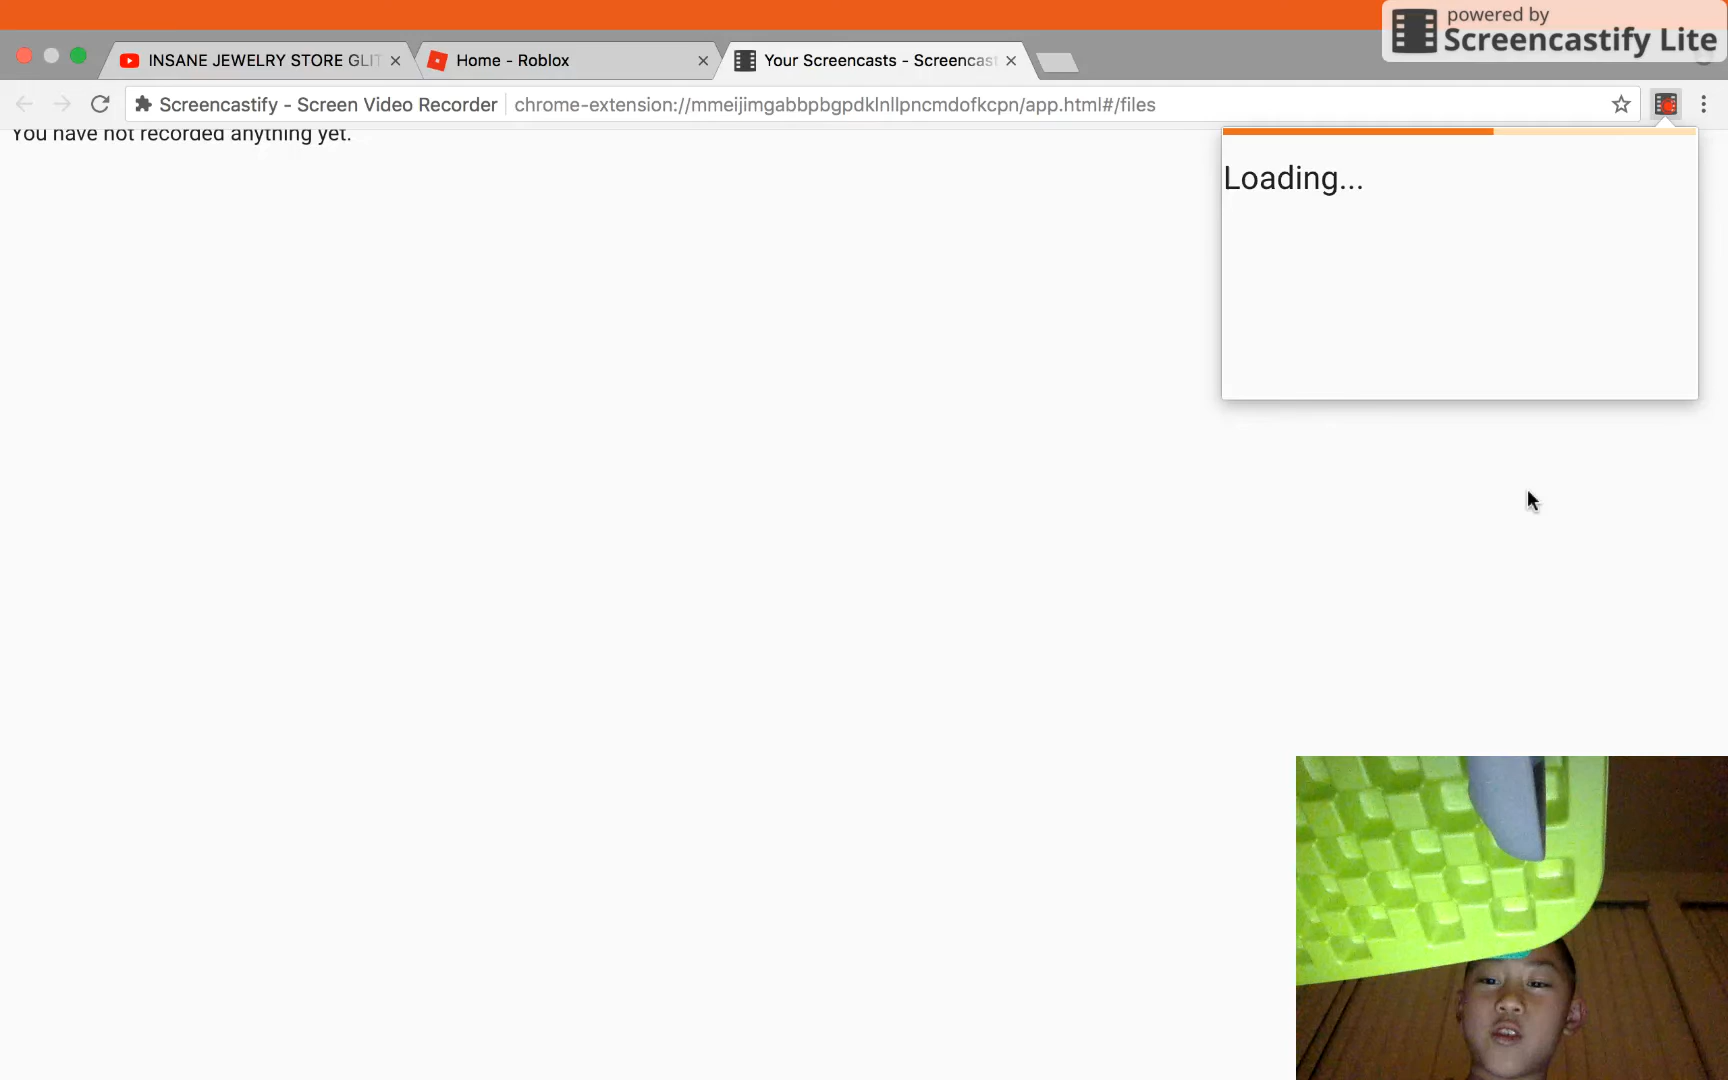 powered by
Screencastify Lite
INSANE JEWELRY STORE GLIT
Home - Roblox
Your Screencasts - Screencast
Screencastify - Screen Video Recorder
chrome-extension://mmeijimgabbpbgpdklnllpncmdofkcpn/app.html#/files
You have not recorded anything yet.
Loading...